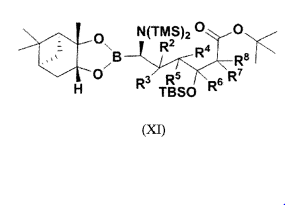 N(TMS)₂
O
O
B
O
H
R²
R⁴
R³
R⁵
TBSO
R⁶
O
R⁸
R⁷
(XI)